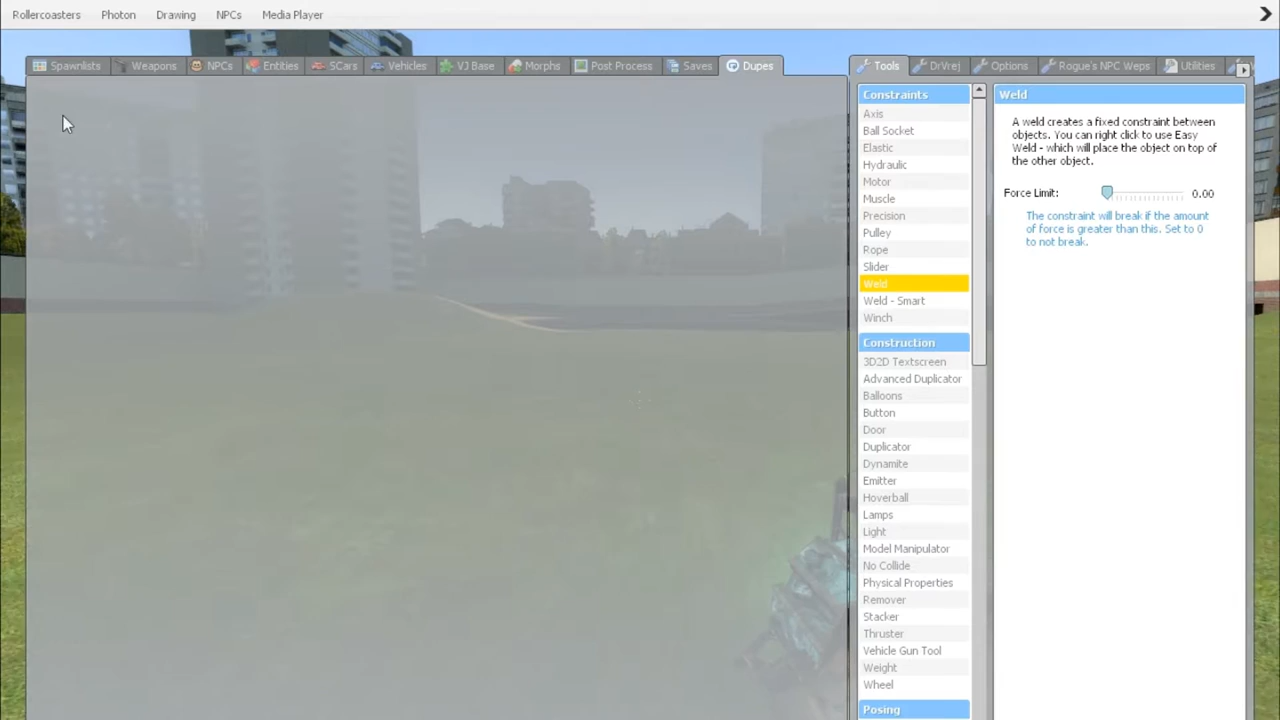 Rollercoasters Photon Drawing NPCs Media Player
Spawnlists Weapons NPCs Entities SCars Vehicles VJ Base Morphs Post Process Saves Dupes
Tools DrVrej Options Rogue's NPC Weps Utilities
Constraints
Axis
Ball Socket
Elastic
Hydraulic
Motor
Muscle
Precision
Pulley
Rope
Slider
Weld
Weld - Smart
Winch
Construction
3D2D Textscreen
Advanced Duplicator
Balloons
Button
Door
Duplicator
Dynamite
Emitter
Hoverball
Lamps
Light
Model Manipulator
No Collide
Physical Properties
Remover
Stacker
Thruster
Vehicle Gun Tool
Weight
Wheel
Posing
Weld
A weld creates a fixed constraint between
objects. You can right click to use Easy
Weld - which will place the object on top of
the other object.
Force Limit: 0.00
The constraint will break if the amount
of force is greater than this. Set to 0
to not break.